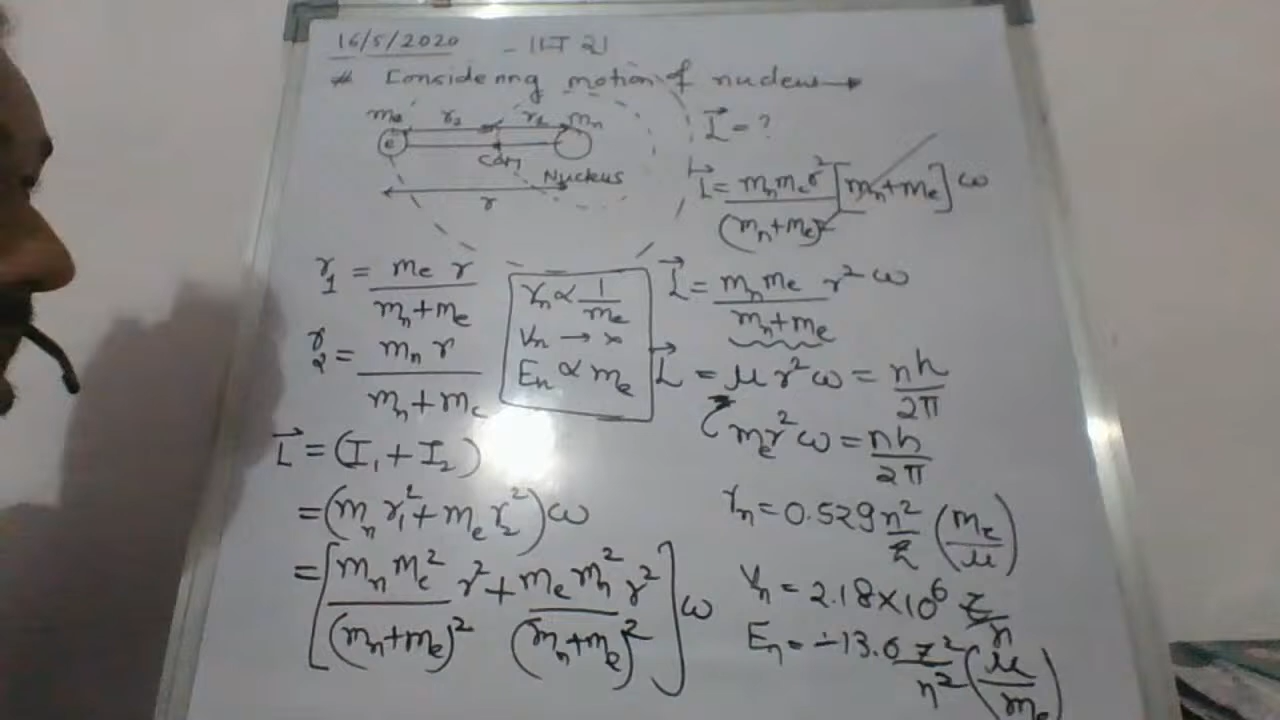 16/5/2020 - IIT 21
# Considering motion of nucleus →
me r2 r1 mn
e
COM
Nucleus
r
r1 = me r / mn+me
r2 = mn r / mn+me
L = (I1 + I2)
= (mn r1² + me r2²) ω
= [mn me² / (mn+me)² r² + me mn² r² / (mn+me)²] ω
rn ∝ 1/me
Vn → ×
En ∝ me
L = ?
L = mn me r² / (mn+me)² [mn+me] ω
L = mn me / mn+me r² ω
L = μ r² ω = nh / 2π
me r² ω = nh / 2π
rn = 0.529 n²/z (me/μ)
Vn = 2.18×10⁶ z/n
En = -13.6 z²/n² (μ/me)